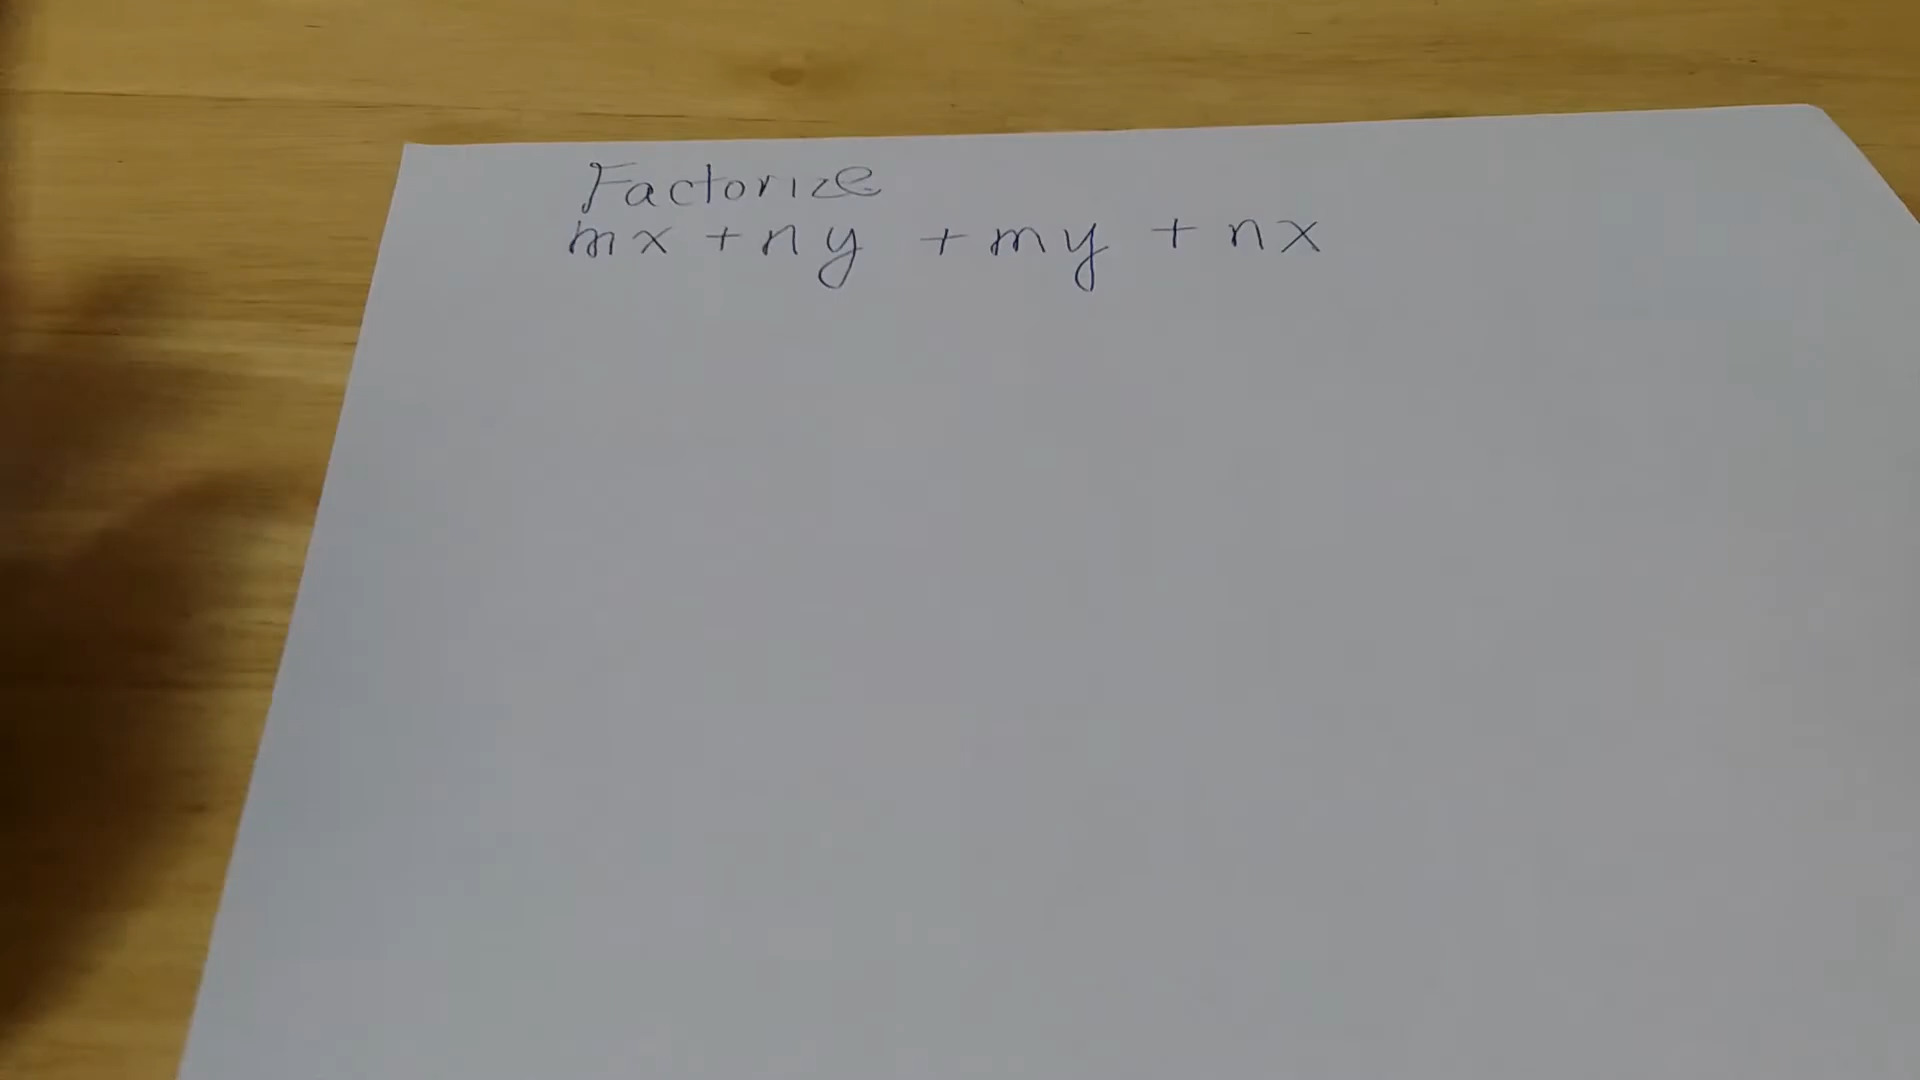 Factorize
mx + ny + my + nx